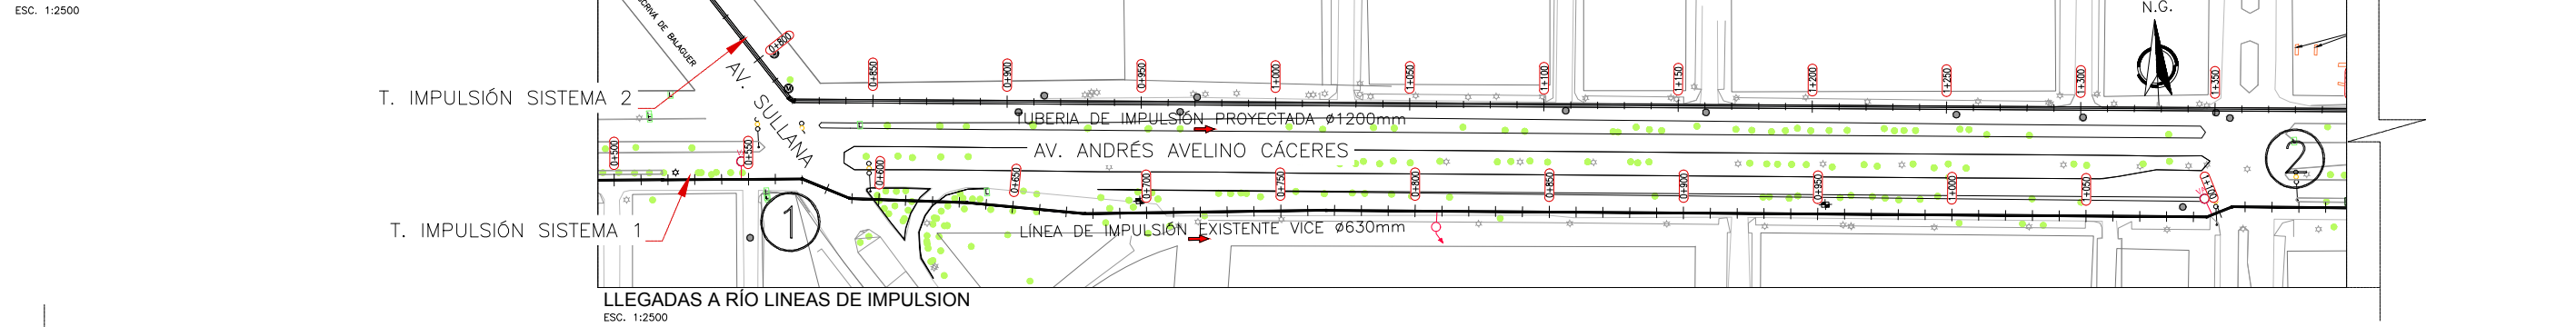 ESC. 1:2500
ESCRIVÁ DE BALAGUER
N.G.
0+800
0+850
0+900
0+950
1+000
1+050
1+100
1+150
1+200
1+250
1+300
1+350
T. IMPULSIÓN SISTEMA 2
AV. SULLANA
M
TUBERIA DE IMPULSIÓN PROYECTADA ø1200mm
AV. ANDRÉS AVELINO CÁCERES
2
0+500
0+550
0+600
0+650
0+700
0+750
0+800
0+850
0+900
0+950
1+000
1+050
1+100
1
T. IMPULSIÓN SISTEMA 1
LÍNEA DE IMPULSIÓN EXISTENTE VICE ø630mm
LLEGADAS A RÍO LINEAS DE IMPULSION
ESC. 1:2500